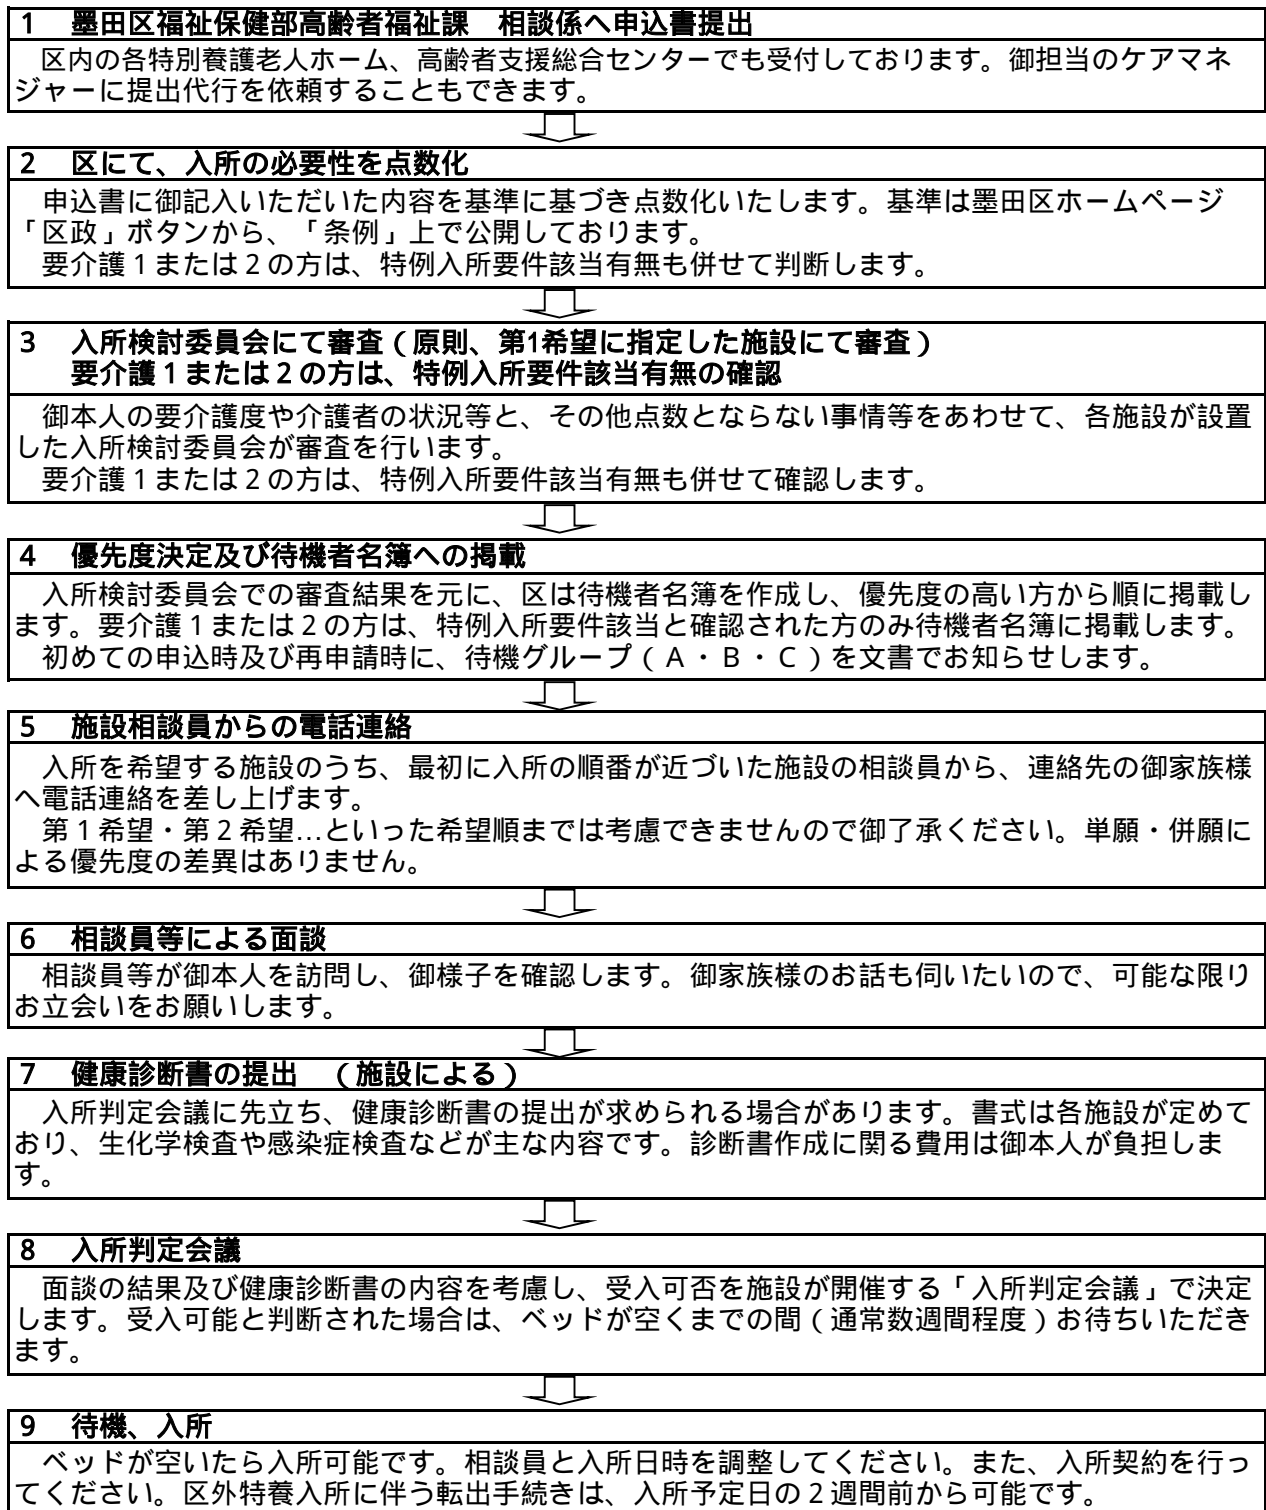 １　墨田区福祉保健部高齢者福祉課　相談係へ申込書提出
　区内の各特別養護老人ホーム、高齢者支援総合センターでも受付しております。御担当のケアマネ
ジャーに提出代行を依頼することもできます。
２　区にて、入所の必要性を点数化
　申込書に御記入いただいた内容を基準に基づき点数化いたします。基準は墨田区ホームページ
「区政」ボタンから、「条例」上で公開しております。
　要介護１または２の方は、特例入所要件該当有無も併せて判断します。
３　入所検討委員会にて審査（原則、第1希望に指定した施設にて審査）
　　要介護１または２の方は、特例入所要件該当有無の確認
　御本人の要介護度や介護者の状況等と、その他点数とならない事情等をあわせて、各施設が設置
した入所検討委員会が審査を行います。
　要介護１または２の方は、特例入所要件該当有無も併せて確認します。
４　優先度決定及び待機者名簿への掲載
　入所検討委員会での審査結果を元に、区は待機者名簿を作成し、優先度の高い方から順に掲載し
ます。要介護１または２の方は、特例入所要件該当と確認された方のみ待機者名簿に掲載します。
　初めての申込時及び再申請時に、待機グループ（Ａ・Ｂ・Ｃ）を文書でお知らせします。
５　施設相談員からの電話連絡
　入所を希望する施設のうち、最初に入所の順番が近づいた施設の相談員から、連絡先の御家族様
へ電話連絡を差し上げます。
　第１希望・第２希望…といった希望順までは考慮できませんので御了承ください。単願・併願に
よる優先度の差異はありません。
６　相談員等による面談
　相談員等が御本人を訪問し、御様子を確認します。御家族様のお話も伺いたいので、可能な限り
お立会いをお願いします。
７　健康診断書の提出　（施設による）
　入所判定会議に先立ち、健康診断書の提出が求められる場合があります。書式は各施設が定めて
おり、生化学検査や感染症検査などが主な内容です。診断書作成に関る費用は御本人が負担しま
す。
８　入所判定会議
　面談の結果及び健康診断書の内容を考慮し、受入可否を施設が開催する「入所判定会議」で決定
します。受入可能と判断された場合は、ベッドが空くまでの間（通常数週間程度）お待ちいただき
ます。
９　待機、入所
　ベッドが空いたら入所可能です。相談員と入所日時を調整してください。また、入所契約を行っ
てください。区外特養入所に伴う転出手続きは、入所予定日の２週間前から可能です。